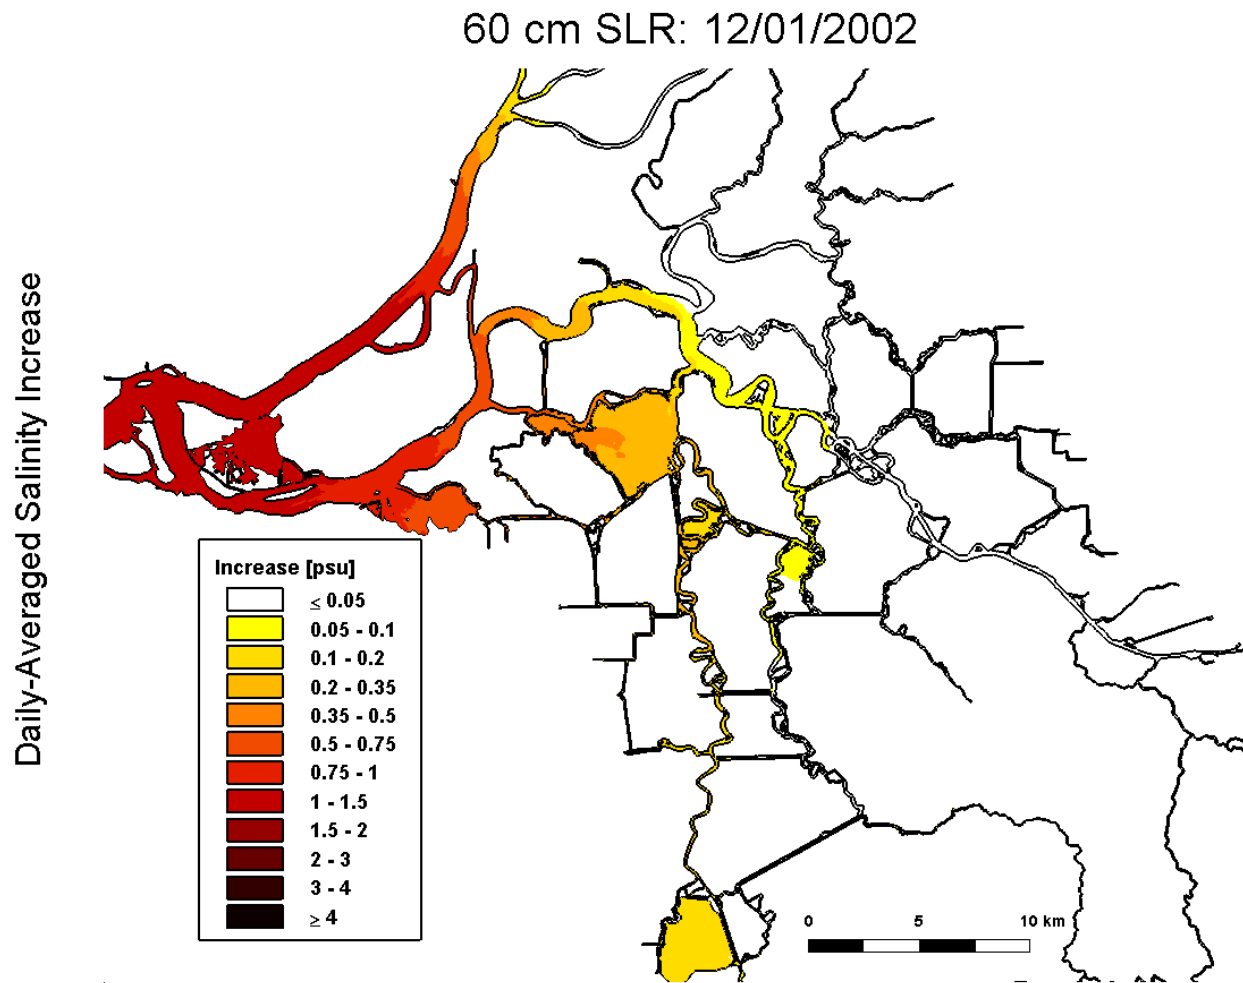 60 cm SLR: 12/01/2002
Daily-Averaged Salinity Increase
Increase [psu]
≤ 0.05
0.05 - 0.1
0.1 - 0.2
0.2 - 0.35
0.35 - 0.5
0.5 - 0.75
0.75 - 1
1 - 1.5
1.5 - 2
2 - 3
3 - 4
≥ 4
0 5 10 km